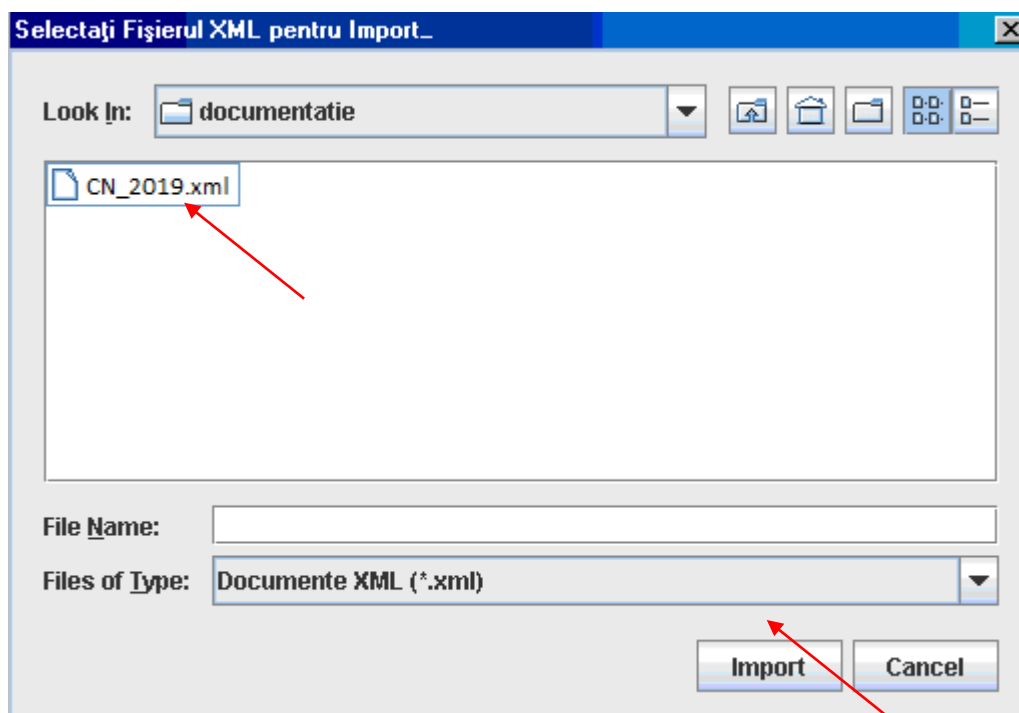 Selectaţi Fişierul XML pentru Import...
Look In: documentatie
CN_2019.xml
File Name:
Files of Type: Documente XML (*.xml)
Import Cancel